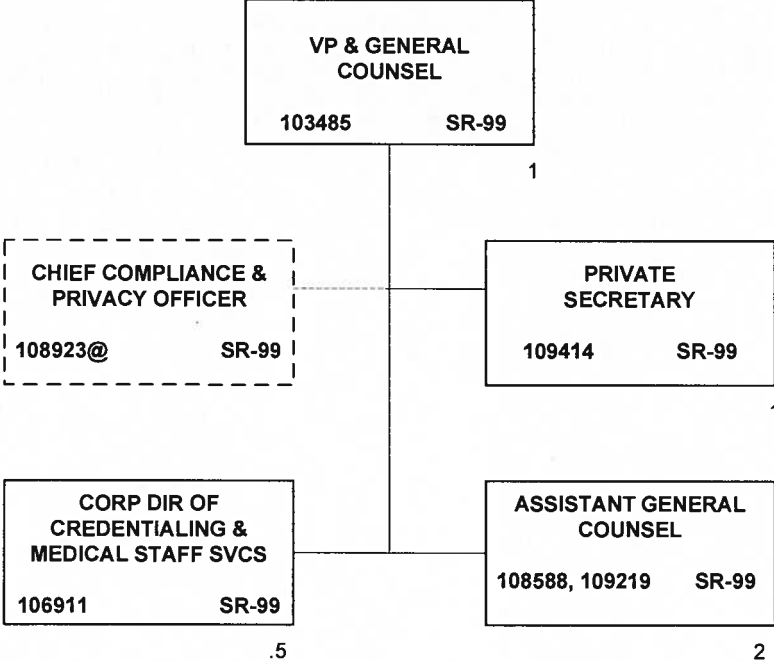 VP & GENERAL
COUNSEL
103485 SR-99
1
CHIEF COMPLIANCE &
PRIVACY OFFICER
108923@ SR-99
PRIVATE
SECRETARY
109414 SR-99
CORP DIR OF
CREDENTIALING &
MEDICAL STAFF SVCS
106911 SR-99
.5
ASSISTANT GENERAL
COUNSEL
108588, 109219 SR-99
2